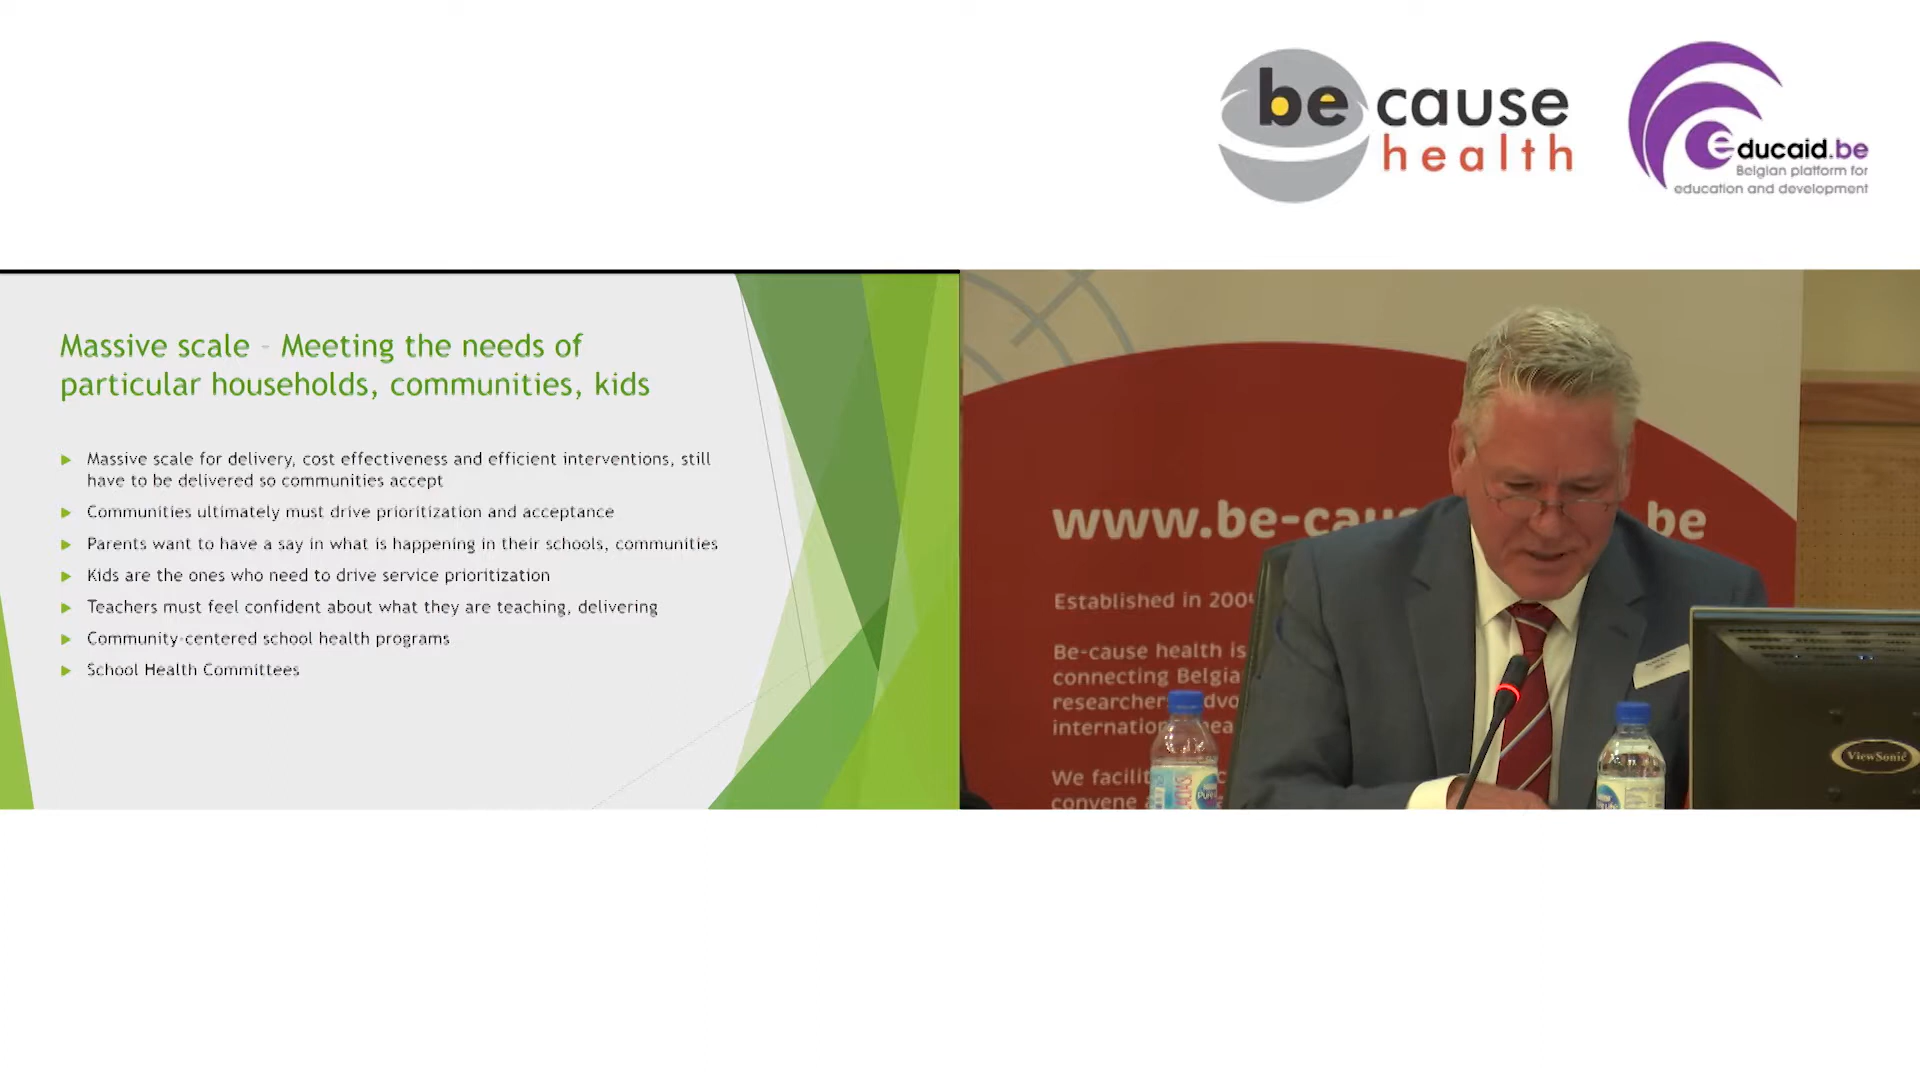 be cause
health
educaid.be
Belgian platform for
education and development
Massive scale – Meeting the needs of
particular households, communities, kids
Massive scale for delivery, cost effectiveness and efficient interventions, still
have to be delivered so communities accept
Communities ultimately must drive prioritization and acceptance
Parents want to have a say in what is happening in their schools, communities
Kids are the ones who need to drive service prioritization
Teachers must feel confident about what they are teaching, delivering
Community-centered school health programs
School Health Committees
www.be-cau be
Established in 200
Be-cause health is
connecting Belgia
researcher dvo
internation hea
We facilit c
convene
ViewSonic